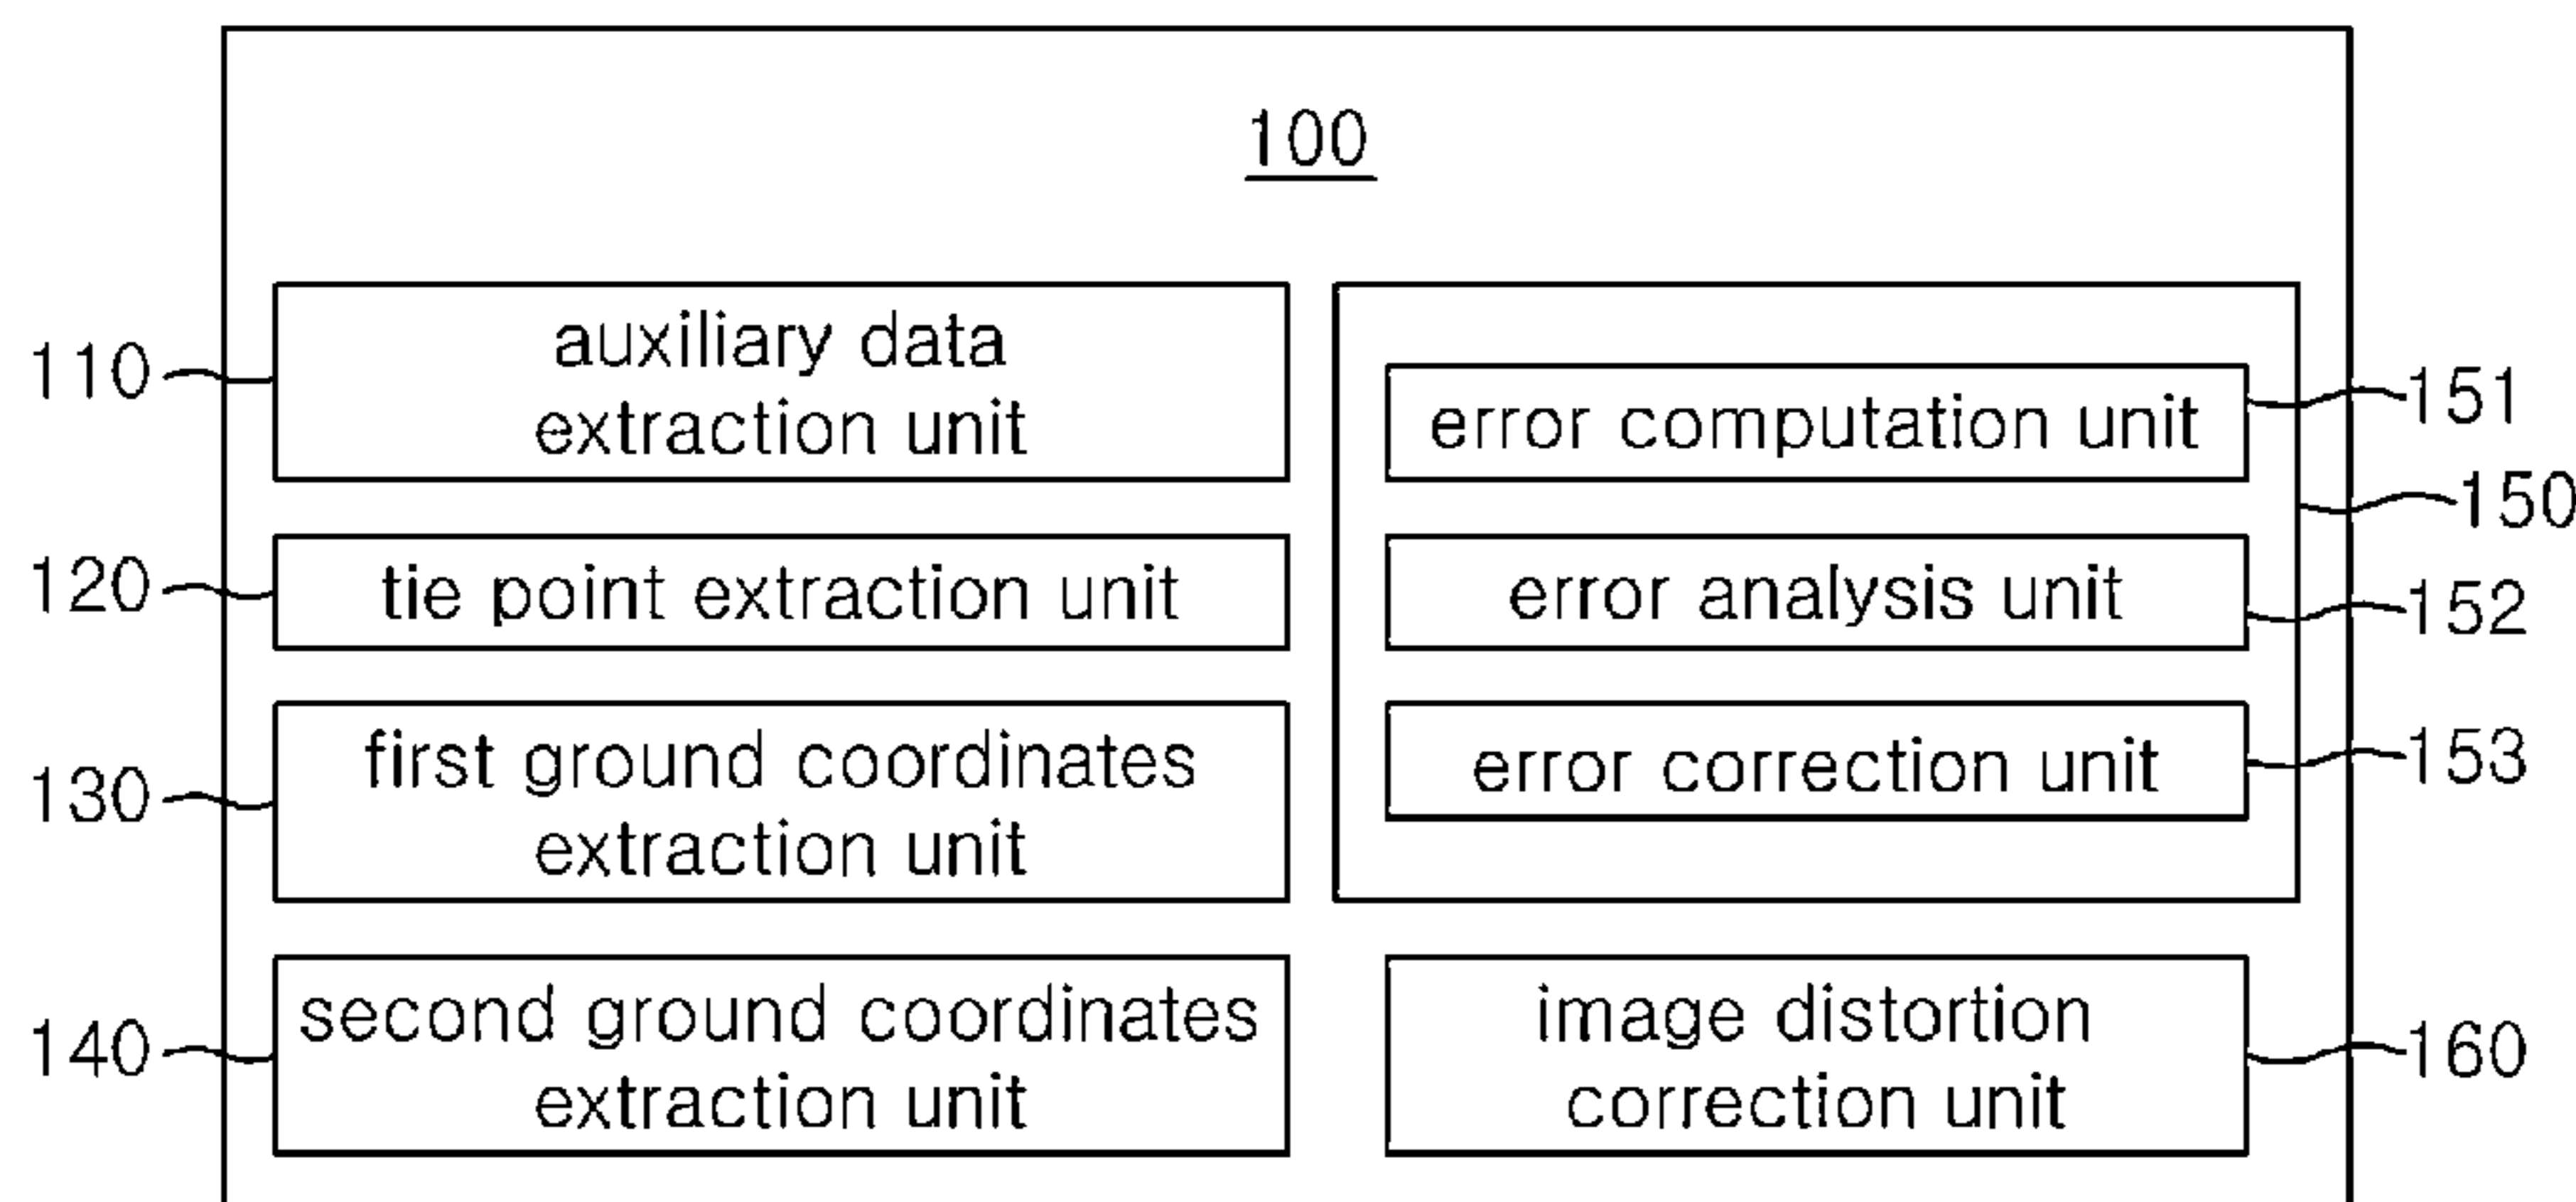 100
110
auxiliary data
extraction unit
120
tie point extraction unit
130
first ground coordinates
extraction unit
140
second ground coordinates
extraction unit
error computation unit
151
150
error analysis unit
152
error correction unit
153
image distortion
correction unit
160